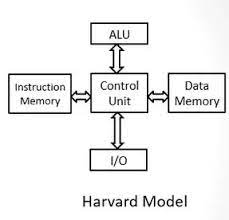 ALU
Instruction
Memory
Control
Unit
Data
Memory
I/O
Harvard Model